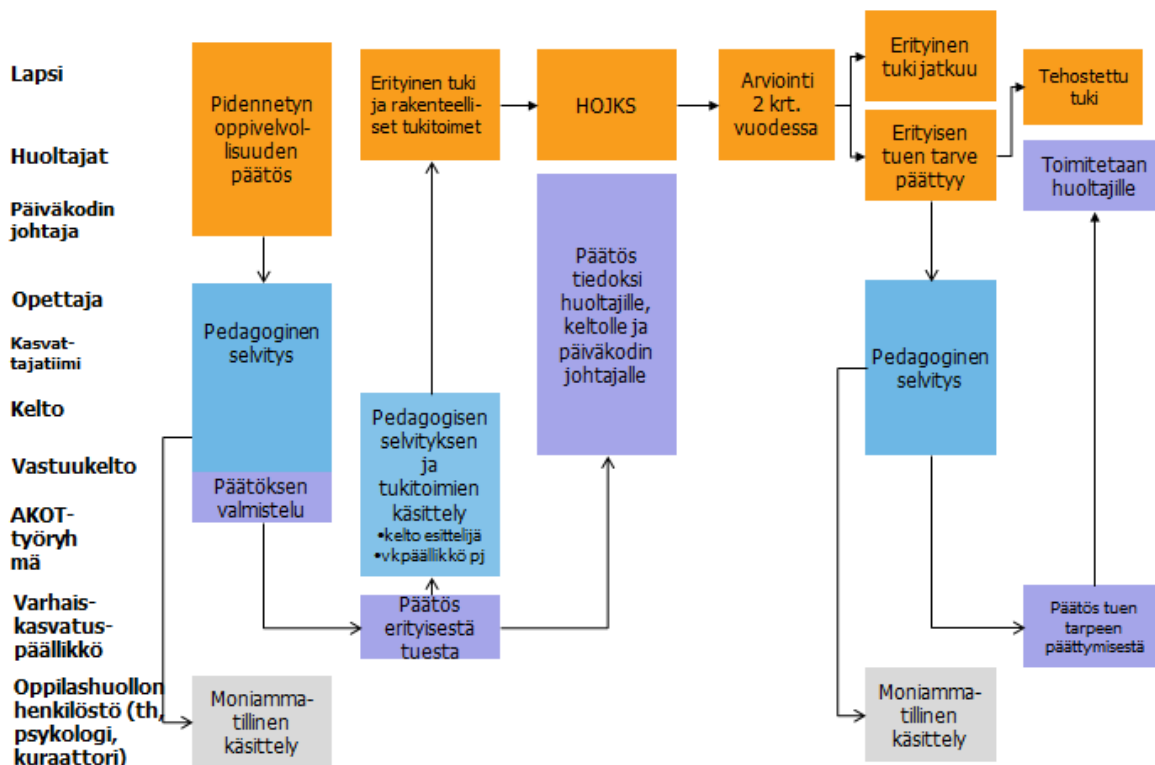 Lapsi
Huoltajat
Päiväkodin
johtaja
Opettaja
Kasvat-
tajatiimi
Kelto
Vastuukelto
AKOT-
työryh
mä
Varhais-
kasvatus-
päällikkö
Oppilashuollon
henkilöstö (th,
psykologi,
kuraattori)
Pidennetyn
oppivelvol-
lisuuden
päätös
Pedagoginen
selvitys
Päätöksen
valmistelu
Moniamma-
tillinen
käsittely
Erityinen tuki
ja rakenteelli-
set tukitoimet
Pedagogisen
selvityksen
ja
tukitoimien
käsittely
•kelto esittelijä
•vkpäällikkö pj
Päätös
erityisestä
tuesta
HOJKS
Päätös
tiedoksi
huoltajille,
keltolle ja
päiväkodin
johtajalle
Arviointi
2 krt.
vuodessa
Erityinen
tuki jatkuu
Erityisen
tuen tarve
päättyy
Pedagoginen
selvitys
Moniamma-
tillinen
käsittely
Tehostettu
tuki
Toimitetaan
huoltajille
Päätös tuen
tarpeen
päättymisestä